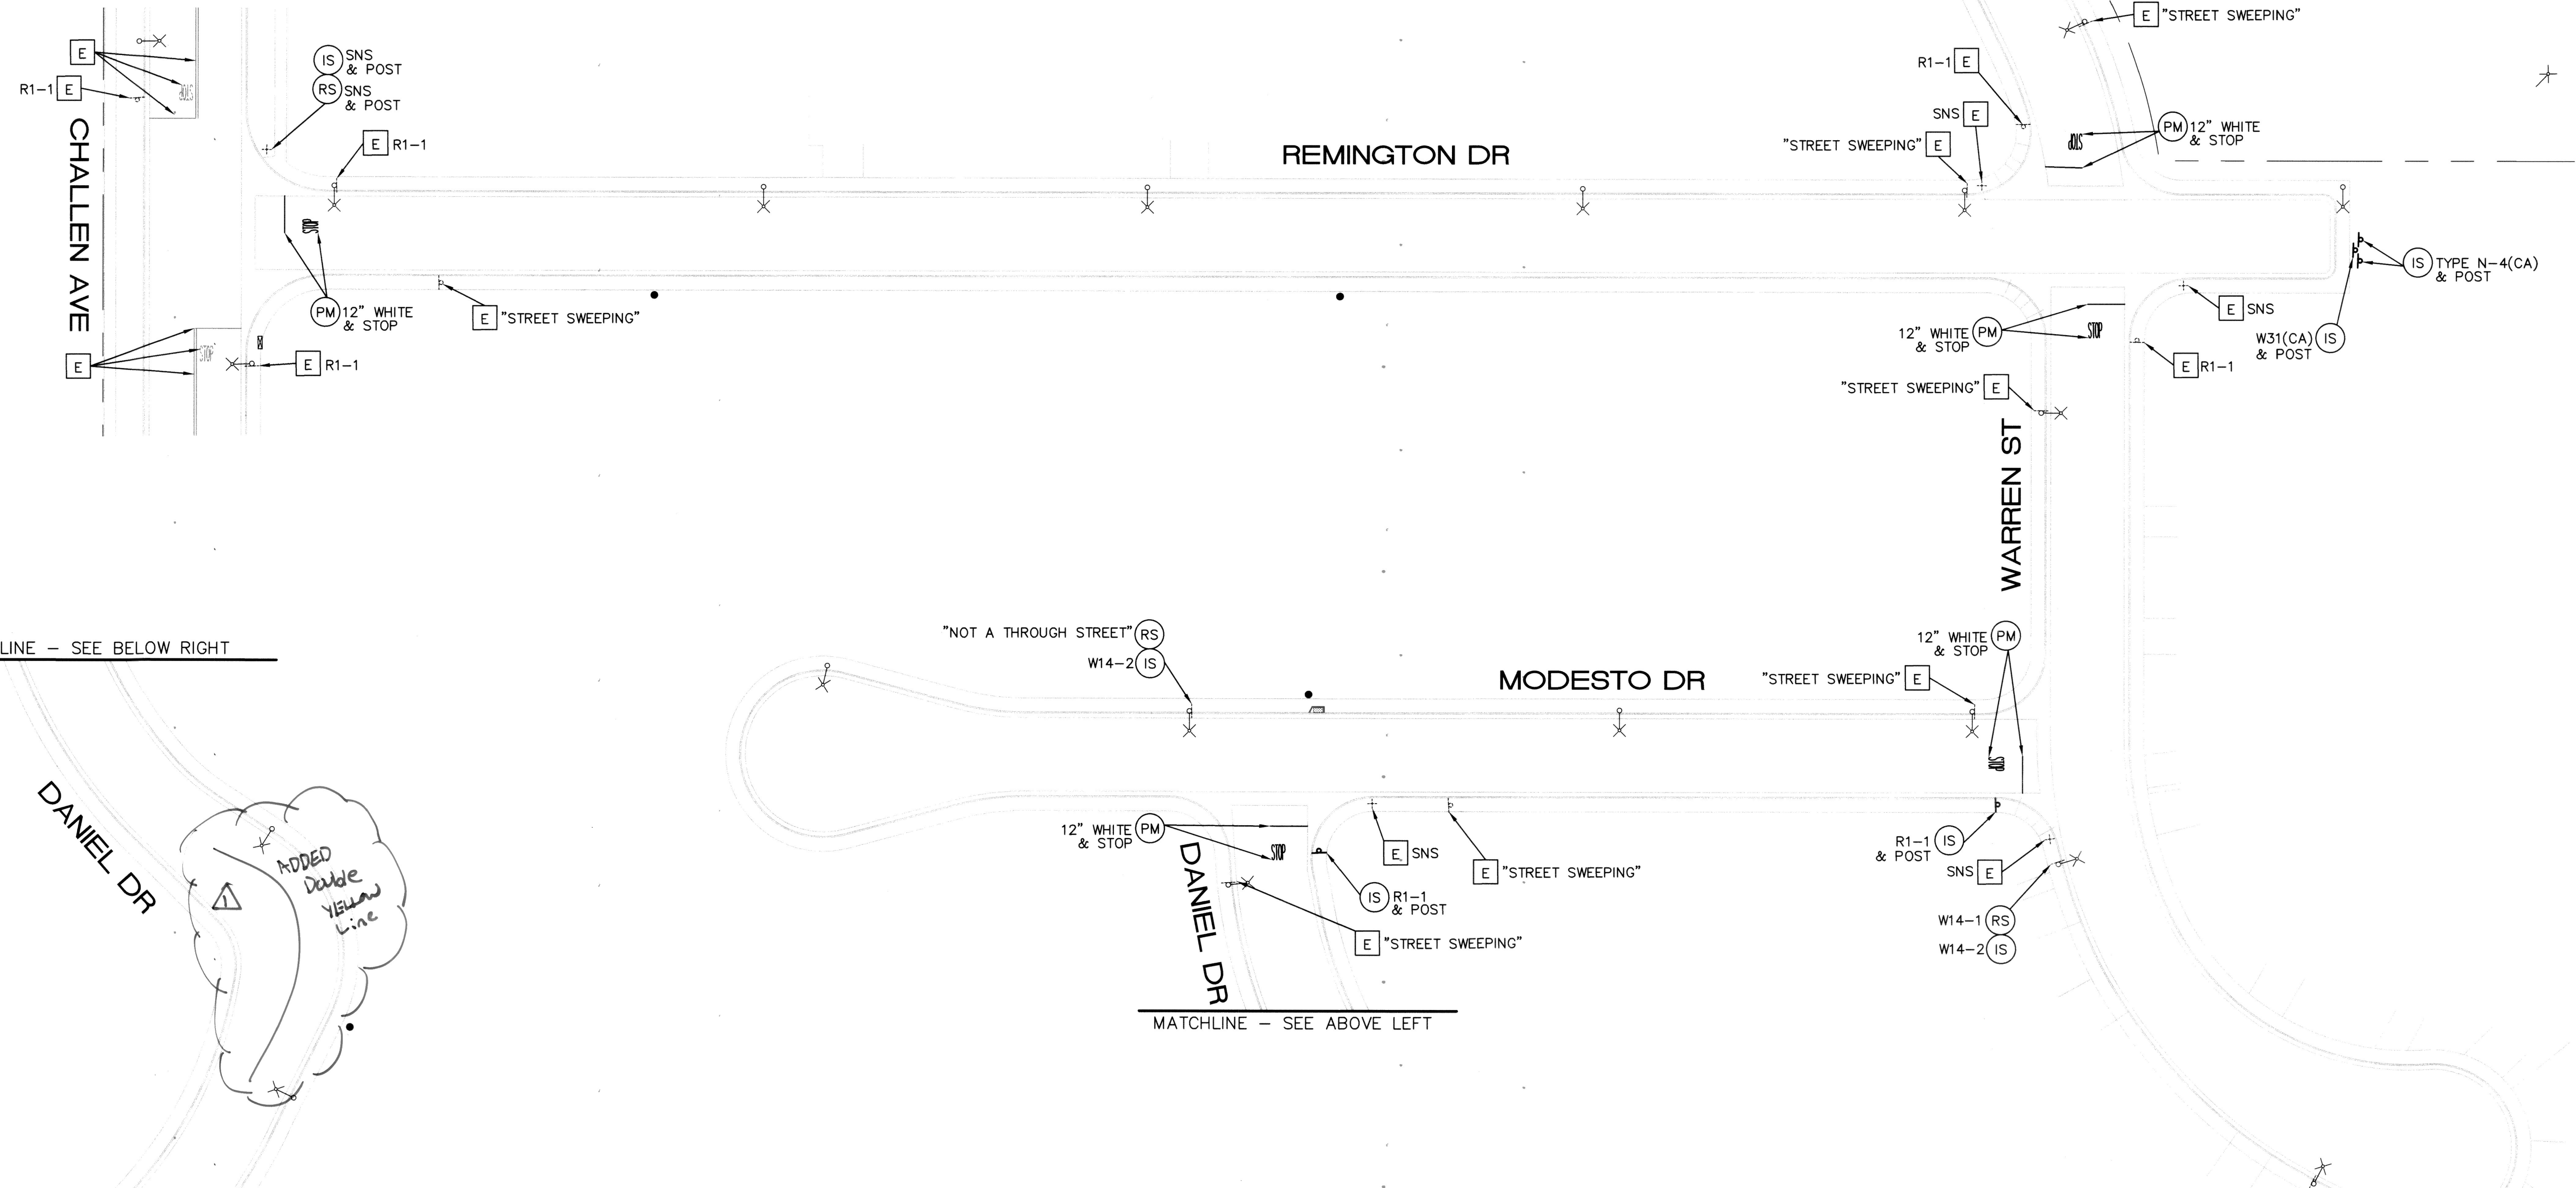 E
R1-1 E
STOP
CHALLEN AVE
IS SNS
& POST
RS SNS
& POST
E R1-1
STOP
PM 12" WHITE
& STOP
E "STREET SWEEPING"
E
STOP
E R1-1
REMINGTON DR
E "STREET SWEEPING"
R1-1 E
SNS E
"STREET SWEEPING" E
STOP
PM 12" WHITE
& STOP
IS TYPE N-4(CA)
& POST
E SNS
W31(CA) IS
& POST
12" WHITE PM
& STOP
STOP
E R1-1
"STREET SWEEPING" E
WARREN ST
LINE - SEE BELOW RIGHT
DANIEL DR
1
ADDED
Double
YELLOW
Line
"NOT A THROUGH STREET" RS
W14-2 IS
MODESTO DR
12" WHITE PM
& STOP
"STREET SWEEPING" E
STOP
12" WHITE PM
& STOP
STOP
E SNS
E "STREET SWEEPING"
IS R1-1
& POST
E "STREET SWEEPING"
DANIEL DR
R1-1 IS
& POST
SNS E
W14-1 RS
W14-2 IS
MATCHLINE - SEE ABOVE LEFT